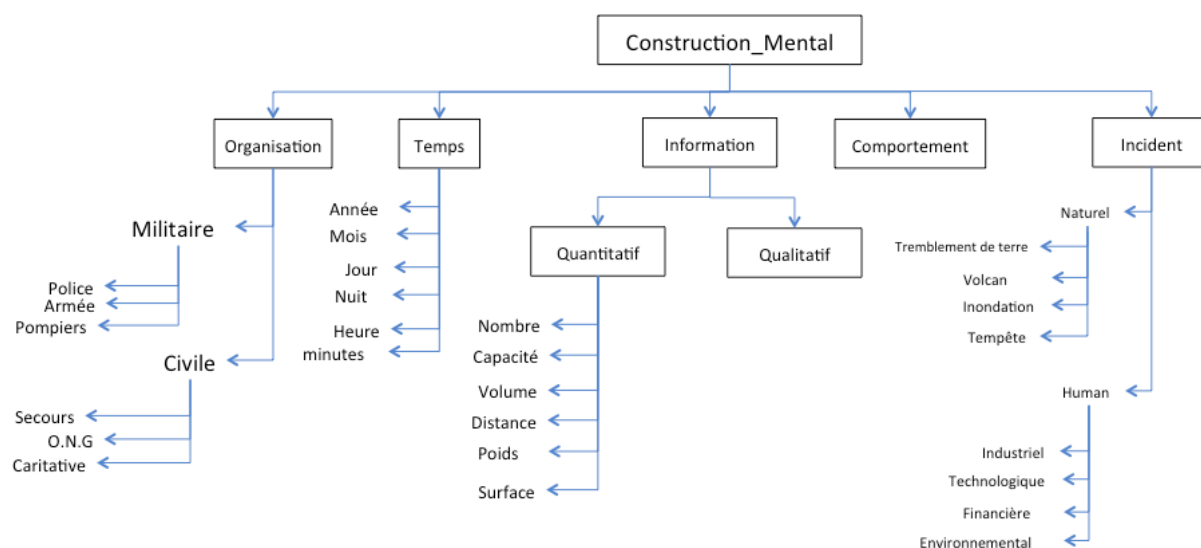 Construction_Mental
Organisation
Temps
Information
Comportement
Incident
Militaire
Police
Armée
Pompiers
Civile
Secours
O.N.G
Caritative
Année
Mois
Jour
Nuit
Heure
minutes
Quantitatif
Qualitatif
Nombre
Capacité
Volume
Distance
Poids
Surface
Naturel
Tremblement de terre
Volcan
Inondation
Tempête
Human
Industriel
Technologique
Financière
Environnemental